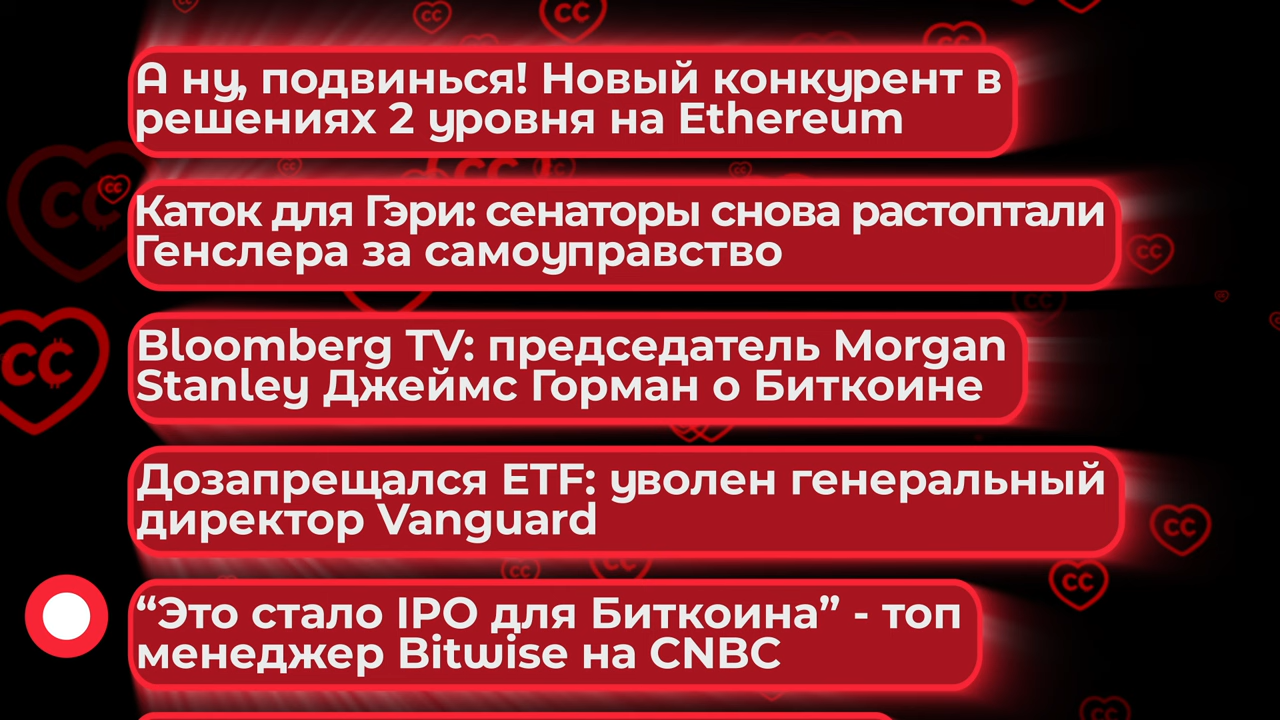 А ну, подвинься! Новый конкурент в
решениях 2 уровня на Ethereum
Каток для Гэри: сенаторы снова растоптали
Генслера за самоуправство
Bloomberg TV: председатель Morgan
Stanley Джеймс Горман о Биткоине
Дозапрещался ETF: уволен генеральный
директор Vanguard
“Это стало IPO для Биткоина” - топ
менеджер Bitwise на CNBC